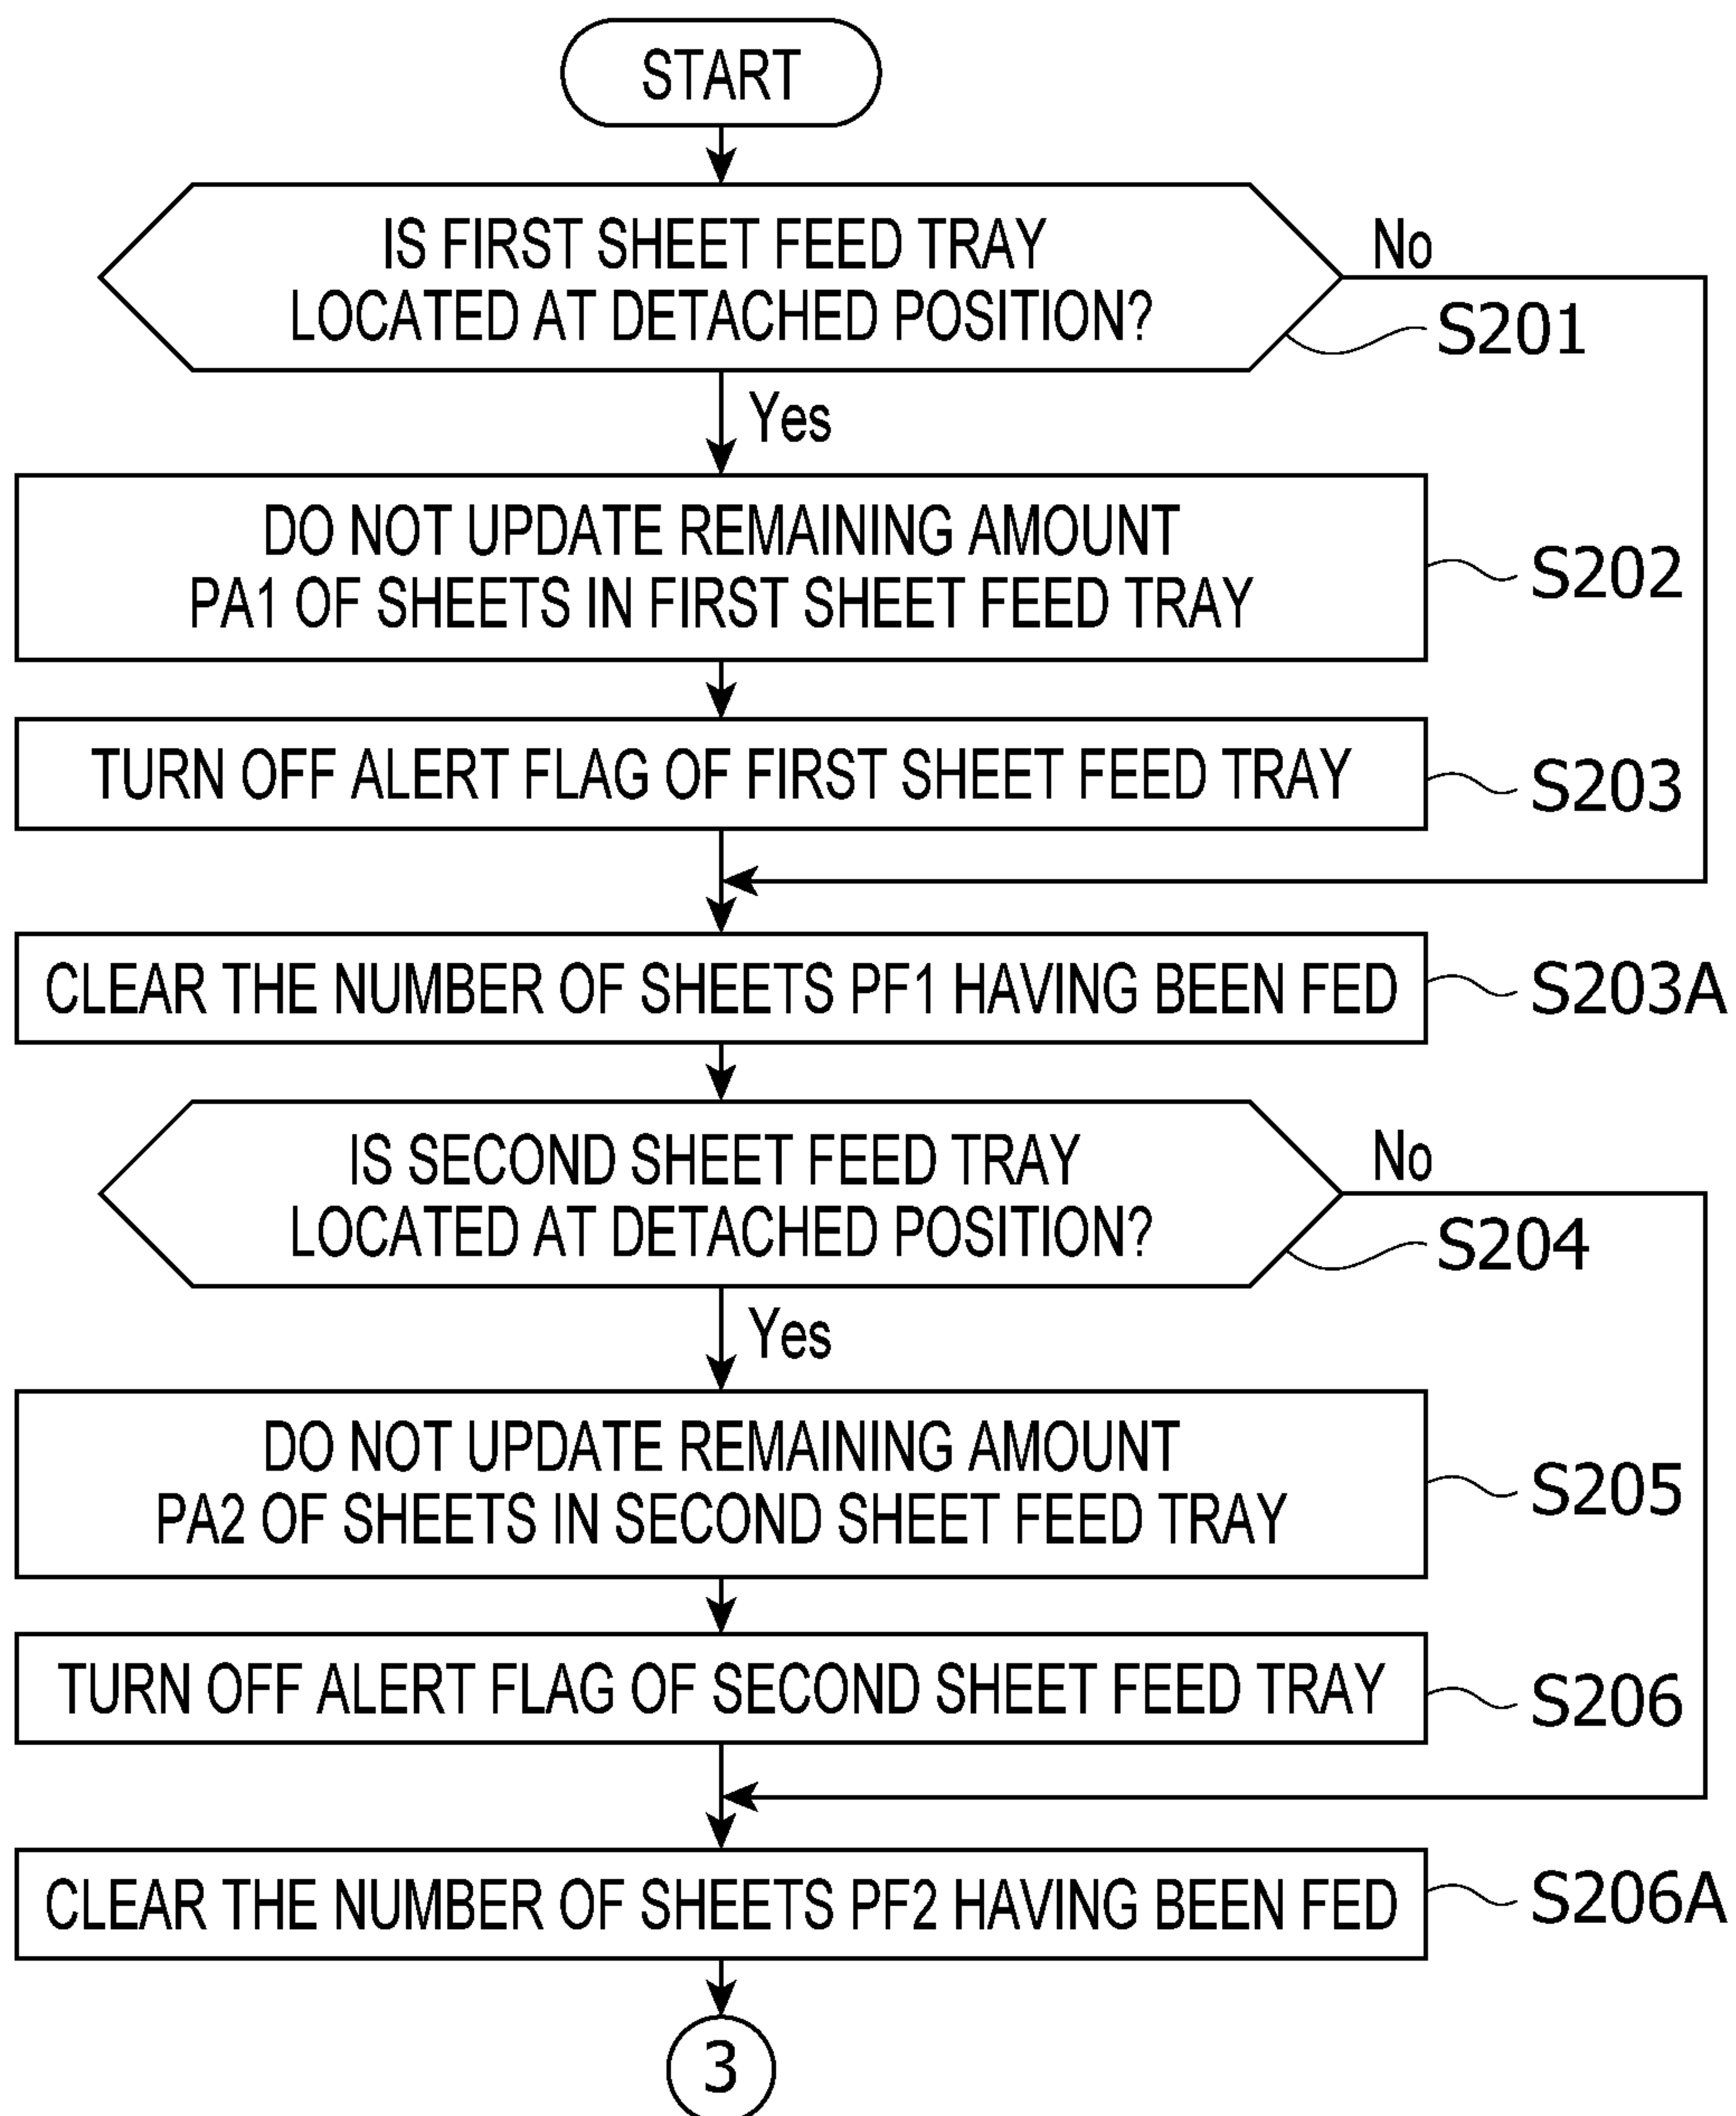 START
IS FIRST SHEET FEED TRAY
LOCATED AT DETACHED POSITION?
No
S201
Yes
DO NOT UPDATE REMAINING AMOUNT
PA1 OF SHEETS IN FIRST SHEET FEED TRAY
S202
TURN OFF ALERT FLAG OF FIRST SHEET FEED TRAY
S203
CLEAR THE NUMBER OF SHEETS PF1 HAVING BEEN FED
S203A
IS SECOND SHEET FEED TRAY
LOCATED AT DETACHED POSITION?
No
S204
Yes
DO NOT UPDATE REMAINING AMOUNT
PA2 OF SHEETS IN SECOND SHEET FEED TRAY
S205
TURN OFF ALERT FLAG OF SECOND SHEET FEED TRAY
S206
CLEAR THE NUMBER OF SHEETS PF2 HAVING BEEN FED
S206A
3